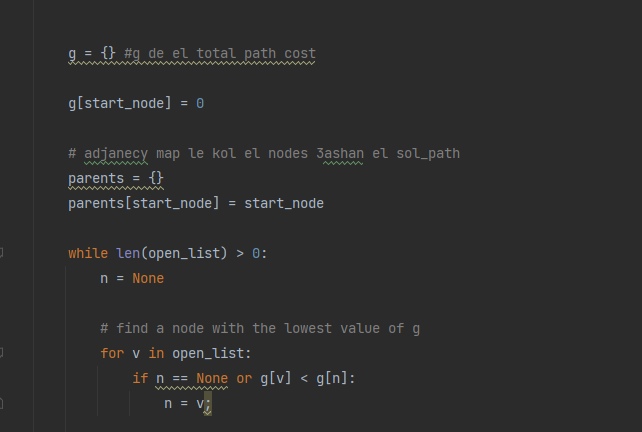 g = {} #g de el total path cost
g[start_node] = 0
# adjanecy map le kol el nodes 3ashan el sol_path
parents = {}
parents[start_node] = start_node
while len(open_list) > 0:
n = None
# find a node with the lowest value of g
for v in open_list:
if n == None or g[v] < g[n]:
n = v;